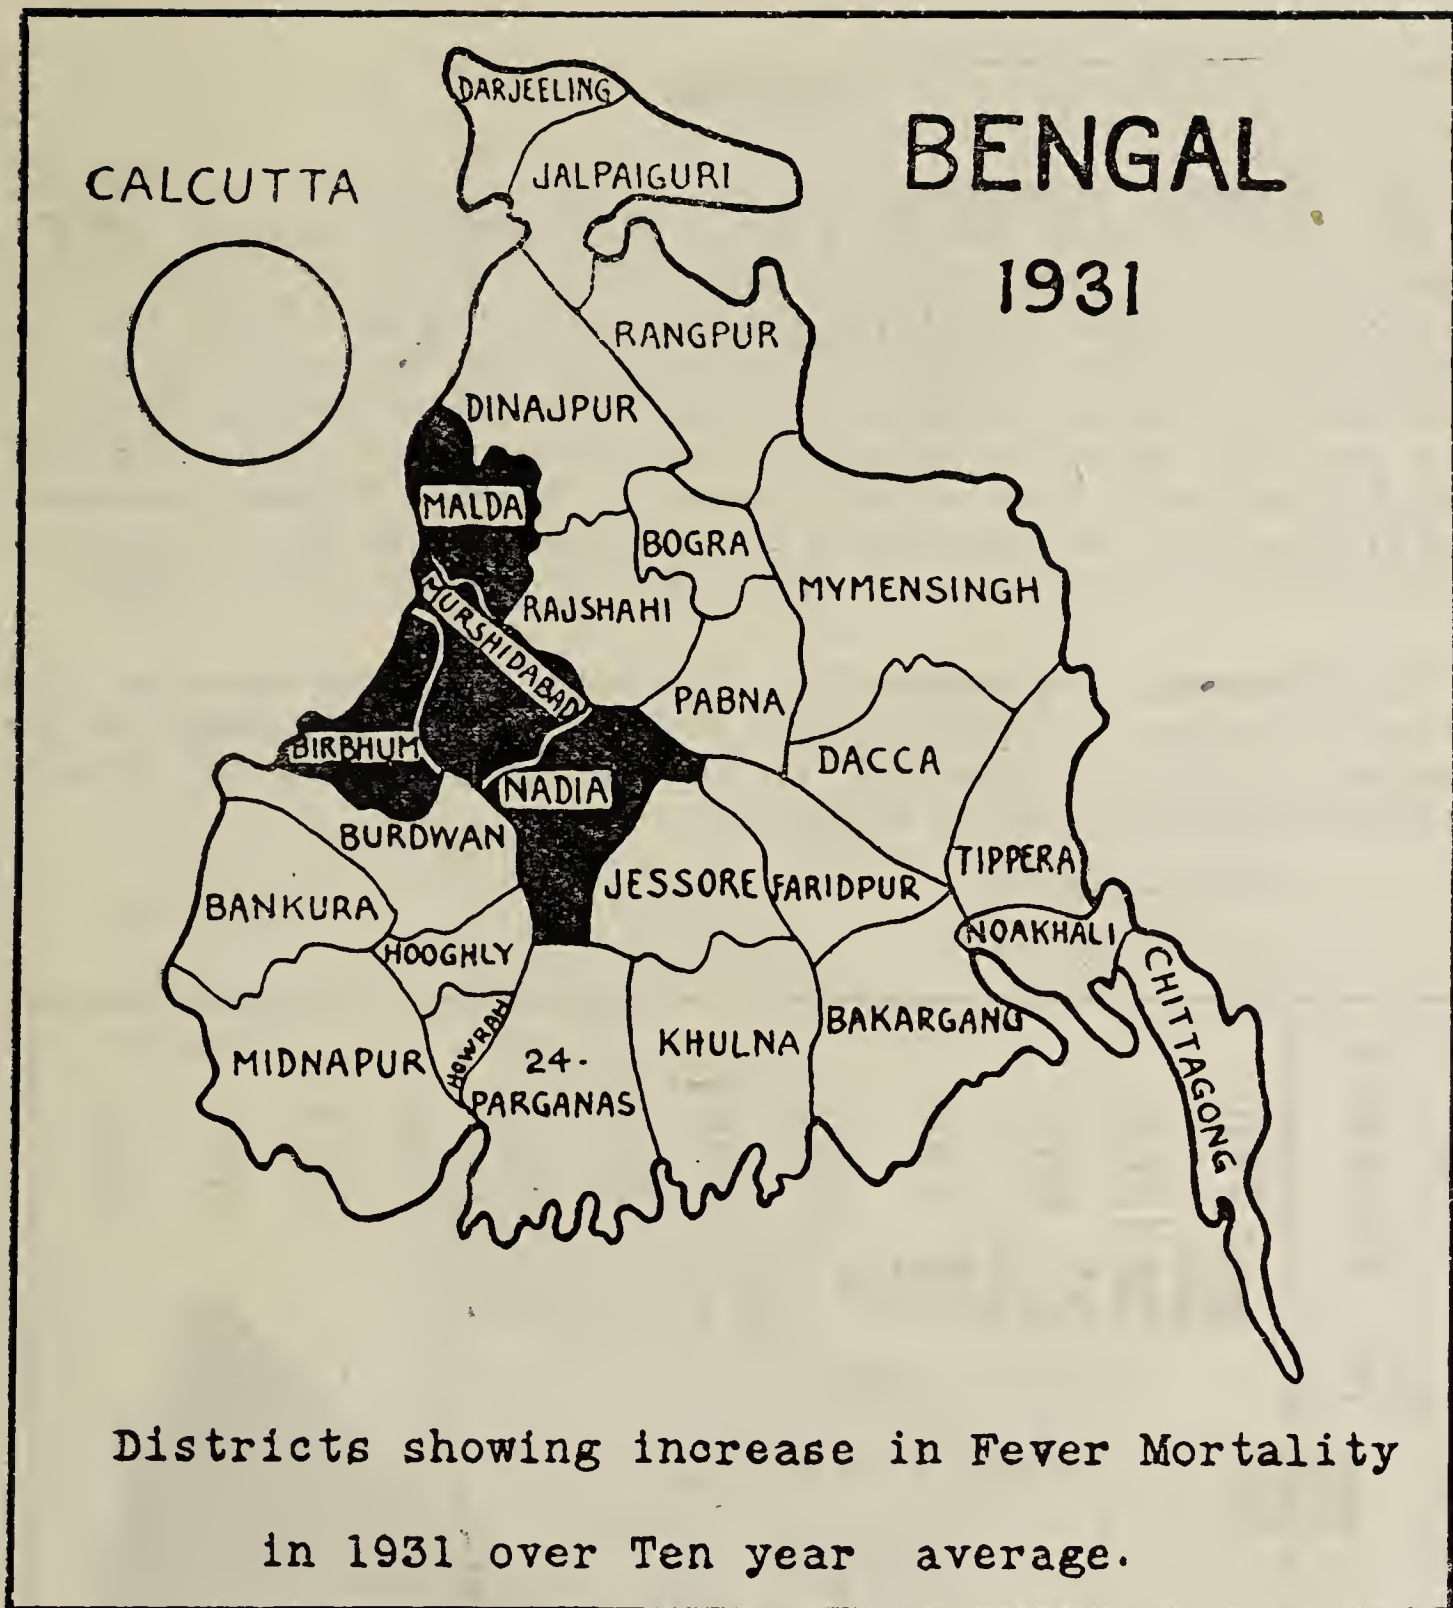 DARJEELING
BENGAL
CALCUTTA
JALPAIGURI
1931
RANGPUR
DINAJPUR
MALDA
BOGRA
MYMENSINGH
RAJSHAHI
MURSHIDABAD
PABNA
BIRBHUM
DACCA
NADIA
BURDWAN
TIPPERA
JESSORE
FARIDPUR
BANKURA
NOAKHALI
HOOGHLY
CHITTAGONG
BAKARGANG
KHULNA
HOWRAH
MIDNAPUR
24-
PARGANAS
Districts showing increase in Fever Mortality
in 1931 over Ten year average.